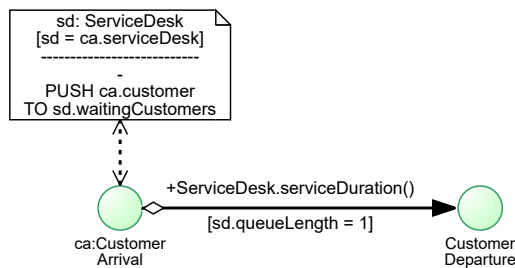 sd: ServiceDesk
[sd = ca.serviceDesk]
---------------------------
-
PUSH ca.customer
TO sd.waitingCustomers
+ServiceDesk.serviceDuration()
[sd.queueLength = 1]
ca:Customer
Arrival
Customer
Departure